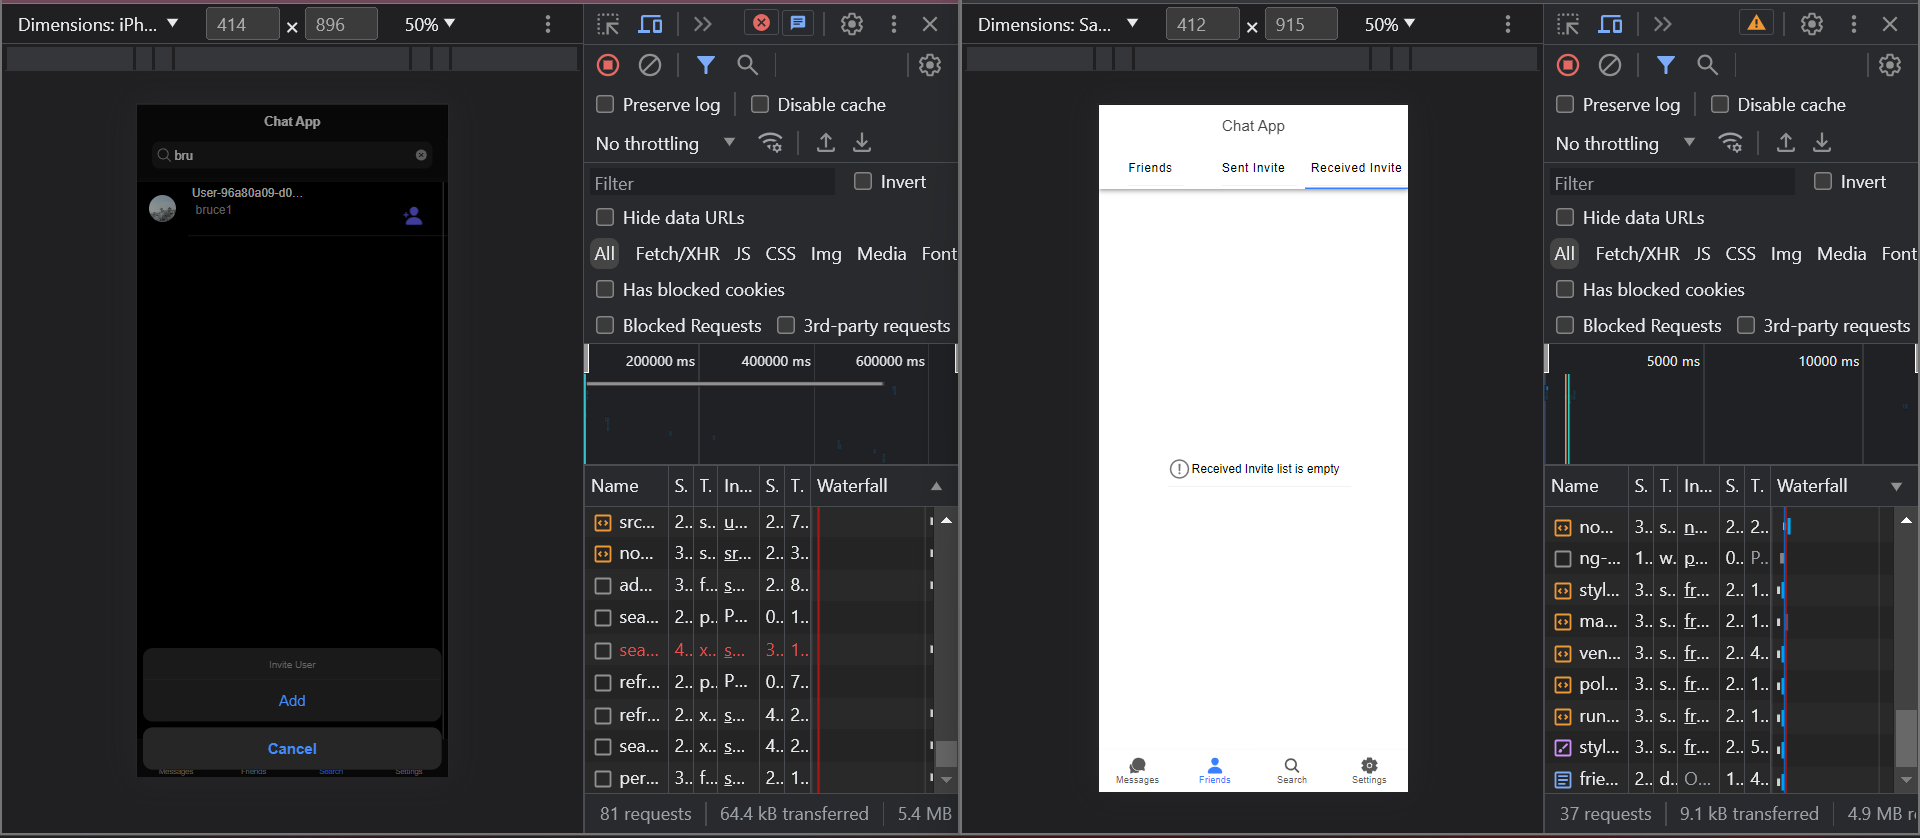 Dimensions: iPh... 414 × 896 50%
Preserve log Disable cache
No throttling
Filter Invert
Hide data URLs
All Fetch/XHR JS CSS Img Media Font
Has blocked cookies
Blocked Requests 3rd-party requests
200000 ms 400000 ms 600000 ms
Name S. T. In... S. T. Waterfall
src... 2.. s.. u... 2.. 7..
no... 3.. s.. sr... 2.. 3..
ad... 3.. f... s... 2.. 8..
sea... 2.. p.. P... 0.. 1..
sea... 4.. x.. s... 3.. 1..
refr... 2.. p.. P... 0.. 7..
refr... 2.. x.. s... 4.. 2..
sea... 2.. x.. s... 4.. 2..
per... 3.. f... s... 2.. 1..
81 requests 64.4 kB transferred 5.4 MB
Chat App
bru
User-96a80a09-d0...
bruce1
Invite User
Add
Cancel
Messages Friends Search Settings
Dimensions: Sa... 412 × 915 50%
Preserve log Disable cache
No throttling
Filter Invert
Hide data URLs
All Fetch/XHR JS CSS Img Media Font
Has blocked cookies
Blocked Requests 3rd-party requests
5000 ms 10000 ms
Name S. T. In... S. T. Waterfall
no... 3.. s.. n... 2.. 2..
ng-... 1.. w. p... 0.. P..
styl... 3.. s.. fr... 2.. 1..
ma... 3.. s.. fr... 2.. 1..
ven... 3.. s.. fr... 2.. 4..
pol... 3.. s.. fr... 2.. 1..
run... 3.. s.. fr... 2.. 1..
styl... 3.. s.. fr... 2.. 5..
frie... 2.. d.. O... 1.. 4..
37 requests 9.1 kB transferred 4.9 MB r
Chat App
Friends Sent Invite Received Invite
Received Invite list is empty
Messages Friends Search Settings